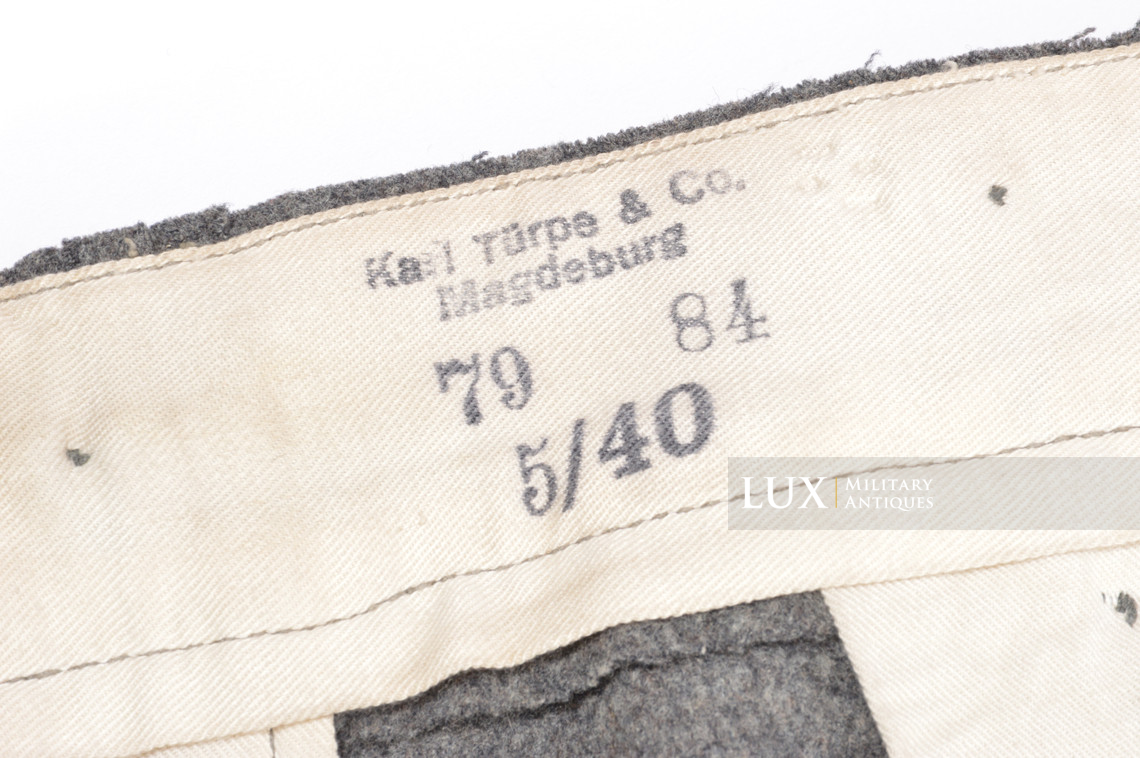 Karl Türpe & Co.
Magdeburg
79 84
5/40
LUX MILITARY
ANTIQUES